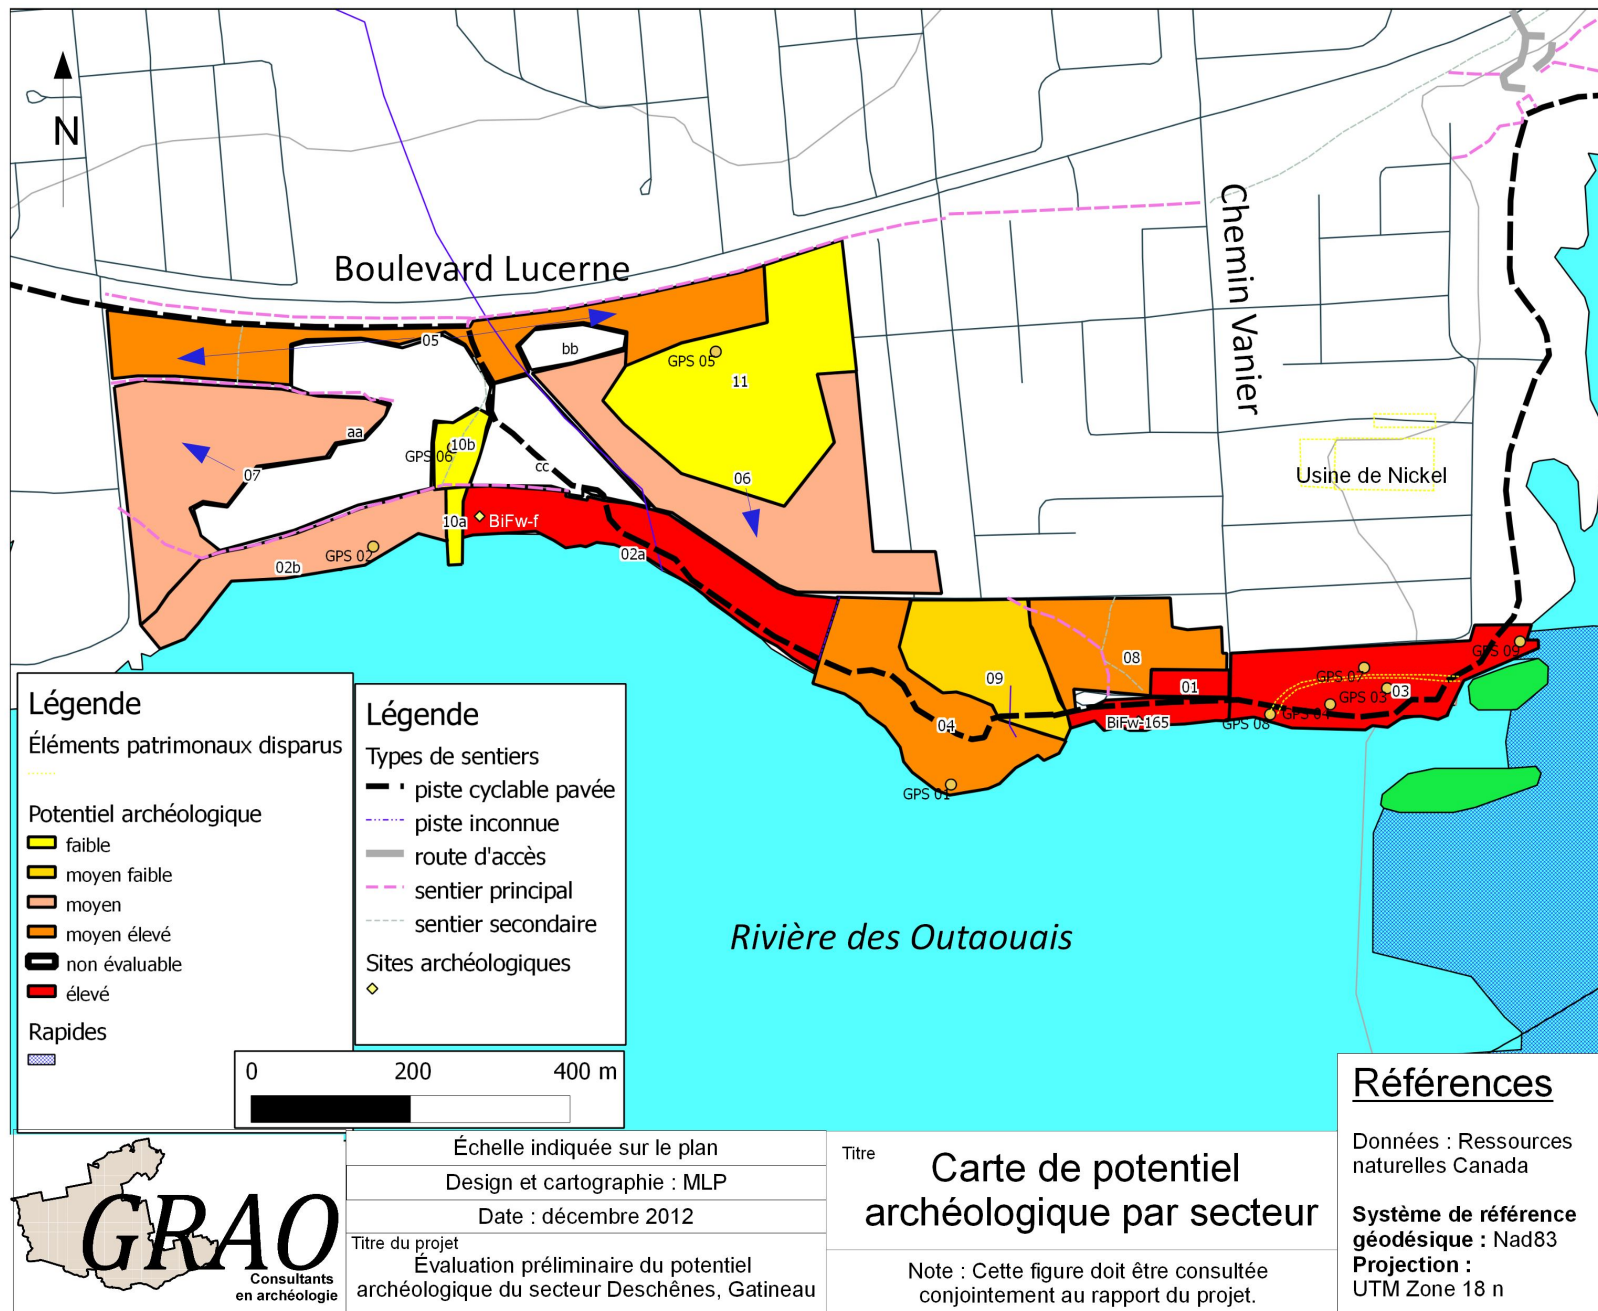 N
Boulevard Lucerne
Chemin Vanier
bb
05
GPS 05
11
aa
10b
GPS 06
cc
07
06
Usine de Nickel
10a
BiFw-f
GPS 02
02b
02a
08
09
01
GPS 09
GPS 07
GPS 03
03
GPS 04
GPS 08
BiFw-165
04
GPS 01
Rivière des Outaouais
Légende
Éléments patrimonaux disparus
Potentiel archéologique
faible
moyen faible
moyen
moyen élevé
non évaluable
élevé
Rapides
Légende
Types de sentiers
piste cyclable pavée
piste inconnue
route d'accès
sentier principal
sentier secondaire
Sites archéologiques
0 200 400 m
GRAO
Consultants
en archéologie
Échelle indiquée sur le plan
Design et cartographie : MLP
Date : décembre 2012
Titre du projet
Évaluation préliminaire du potentiel
archéologique du secteur Deschênes, Gatineau
Titre
Carte de potentiel
archéologique par secteur
Note : Cette figure doit être consultée
conjointement au rapport du projet.
Références
Données : Ressources
naturelles Canada
Système de référence
géodésique : Nad83
Projection :
UTM Zone 18 n